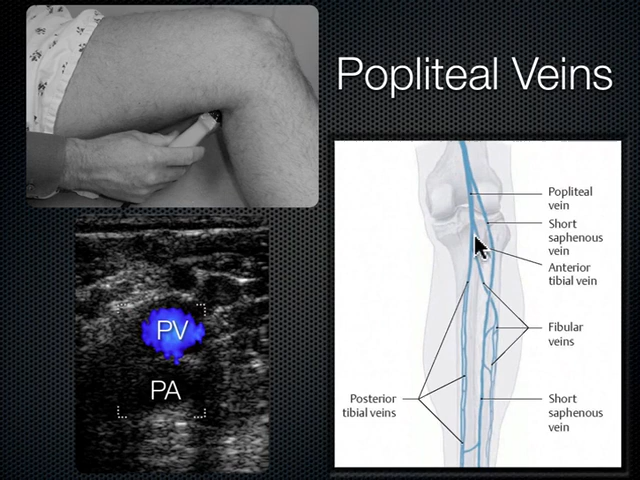 Popliteal Veins
PV
PA
Popliteal
vein
Short
saphenous
vein
Anterior
tibial vein
Fibular
veins
Posterior
tibial veins
Short
saphenous
vein